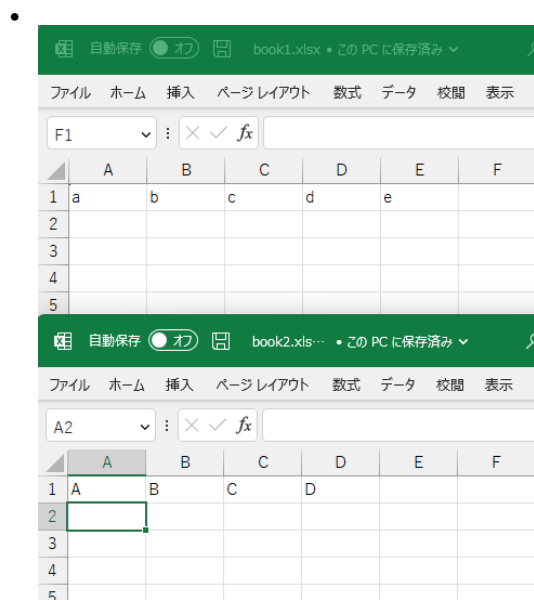 自動保存 オフ book1.xlsx • この PC に保存済み
ファイル ホーム 挿入 ページ レイアウト 数式 データ 校閲 表示
F1 fx
A B C D E F
1 a b c d e
2
3
4
5
自動保存 オフ book2.xls… • この PC に保存済み
ファイル ホーム 挿入 ページ レイアウト 数式 データ 校閲 表示
A2 fx
A B C D E F
1 A B C D
2
3
4
5